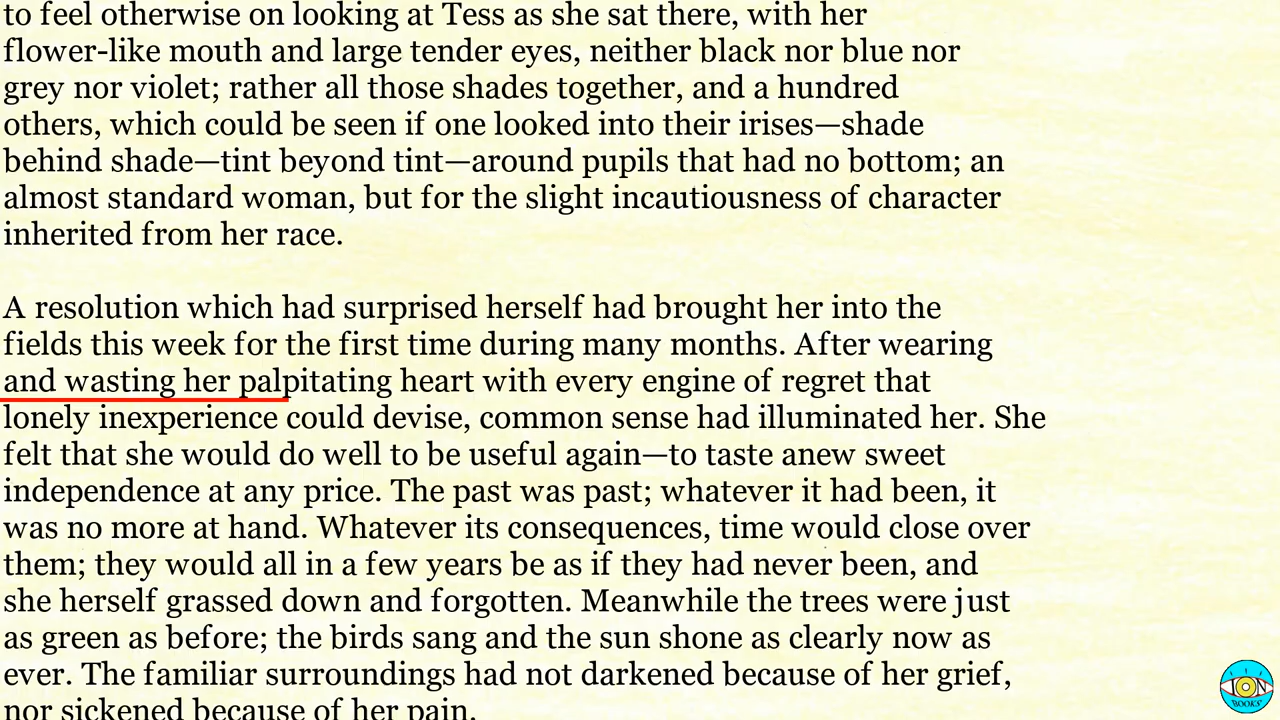 to feel otherwise on looking at Tess as she sat there, with her
flower-like mouth and large tender eyes, neither black nor blue nor
grey nor violet; rather all those shades together, and a hundred
others, which could be seen if one looked into their irises—shade
behind shade—tint beyond tint—around pupils that had no bottom; an
almost standard woman, but for the slight incautiousness of character
inherited from her race.
A resolution which had surprised herself had brought her into the
fields this week for the first time during many months. After wearing
and wasting her palpitating heart with every engine of regret that
lonely inexperience could devise, common sense had illuminated her. She
felt that she would do well to be useful again—to taste anew sweet
independence at any price. The past was past; whatever it had been, it
was no more at hand. Whatever its consequences, time would close over
them; they would all in a few years be as if they had never been, and
she herself grassed down and forgotten. Meanwhile the trees were just
as green as before; the birds sang and the sun shone as clearly now as
ever. The familiar surroundings had not darkened because of her grief,
nor sickened because of her pain.
ION
BOOKS